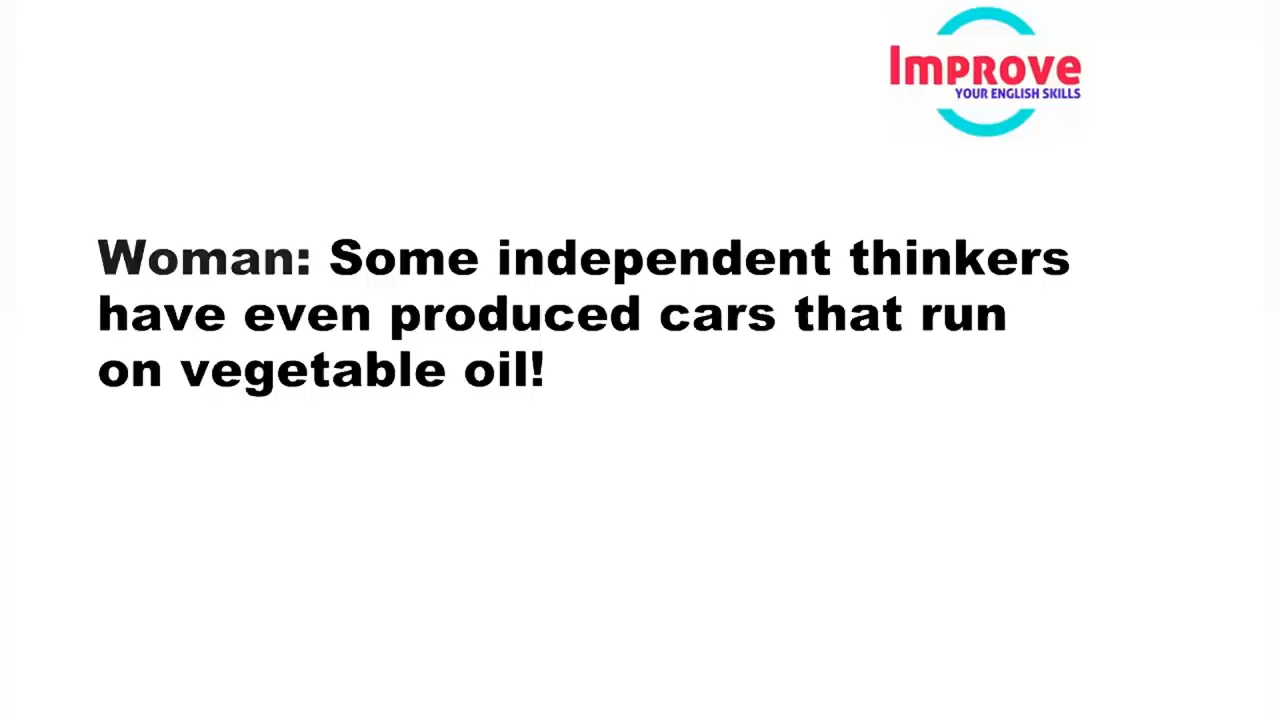 Improve
YOUR ENGLISH SKILLS
Woman: Some independent thinkers
have even produced cars that run
on vegetable oil!